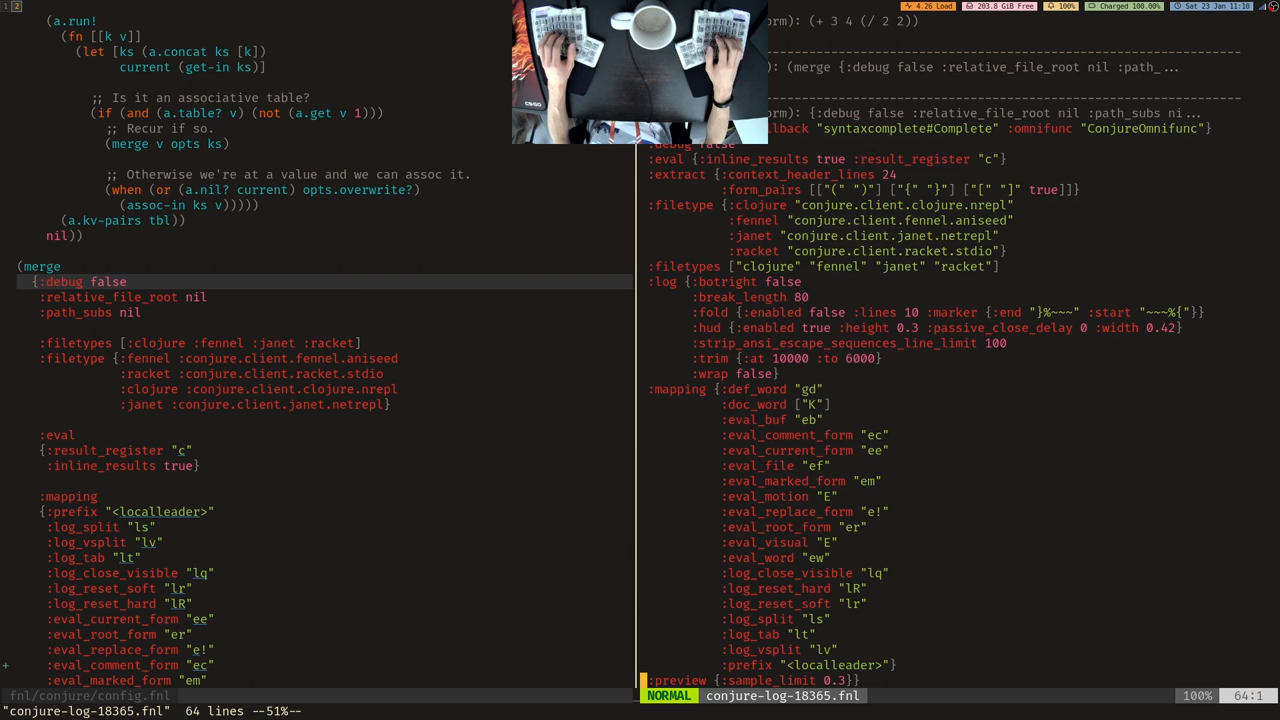 1 2
4.26 Load
203.8 GiB Free
100%
Charged 100.00%
Sat 23 Jan 11:10
(a.run!
(fn [[k v]]
(let [ks (a.concat ks [k])
current (get-in ks)]
;; Is it an associative table?
(if (and (a.table? v) (not (a.get v 1)))
;; Recur if so.
(merge v opts ks)
;; Otherwise we're at a value and we can assoc it.
(when (or (a.nil? current) opts.overwrite?)
(assoc-in ks v)))))
(a.kv-pairs tbl))
nil))
(merge
{:debug false
:relative_file_root nil
:path_subs nil
:filetypes [:clojure :fennel :janet :racket]
:filetype {:fennel :conjure.client.fennel.aniseed
:racket :conjure.client.racket.stdio
:clojure :conjure.client.clojure.nrepl
:janet :conjure.client.janet.netrepl}
:eval
{:result_register "c"
:inline_results true}
:mapping
{:prefix "<localleader>"
:log_split "ls"
:log_vsplit "lv"
:log_tab "lt"
:log_close_visible "lq"
:log_reset_soft "lr"
:log_reset_hard "lR"
:eval_current_form "ee"
:eval_root_form "er"
:eval_replace_form "e!"
+ :eval_comment_form "ec"
:eval_marked_form "em"
fnl/conjure/config.fnl
"conjure-log-18365.fnl" 64 lines --51%--
CS:GO
orm): (+ 3 4 (/ 2 2))
--------------------------------------------------------------------------------
): (merge {:debug false :relative_file_root nil :path_...
--------------------------------------------------------------------------------
orm): {:debug false :relative_file_root nil :path_subs ni...
llback "syntaxcomplete#Complete" :omnifunc "ConjureOmnifunc"}
:debug false
:eval {:inline_results true :result_register "c"}
:extract {:context_header_lines 24
:form_pairs [["(" ")"] ["{" "}"] ["[" "]" true]]}
:filetype {:clojure "conjure.client.clojure.nrepl"
:fennel "conjure.client.fennel.aniseed"
:janet "conjure.client.janet.netrepl"
:racket "conjure.client.racket.stdio"}
:filetypes ["clojure" "fennel" "janet" "racket"]
:log {:botright false
:break_length 80
:fold {:enabled false :lines 10 :marker {:end "}%~~~" :start "~~~%{"}}
:hud {:enabled true :height 0.3 :passive_close_delay 0 :width 0.42}
:strip_ansi_escape_sequences_line_limit 100
:trim {:at 10000 :to 6000}
:wrap false}
:mapping {:def_word "gd"
:doc_word ["K"]
:eval_buf "eb"
:eval_comment_form "ec"
:eval_current_form "ee"
:eval_file "ef"
:eval_marked_form "em"
:eval_motion "E"
:eval_replace_form "e!"
:eval_root_form "er"
:eval_visual "E"
:eval_word "ew"
:log_close_visible "lq"
:log_reset_hard "lR"
:log_reset_soft "lr"
:log_split "ls"
:log_tab "lt"
:log_vsplit "lv"
:prefix "<localleader>"}
:preview {:sample_limit 0.3}}
NORMAL conjure-log-18365.fnl 100% 64:1